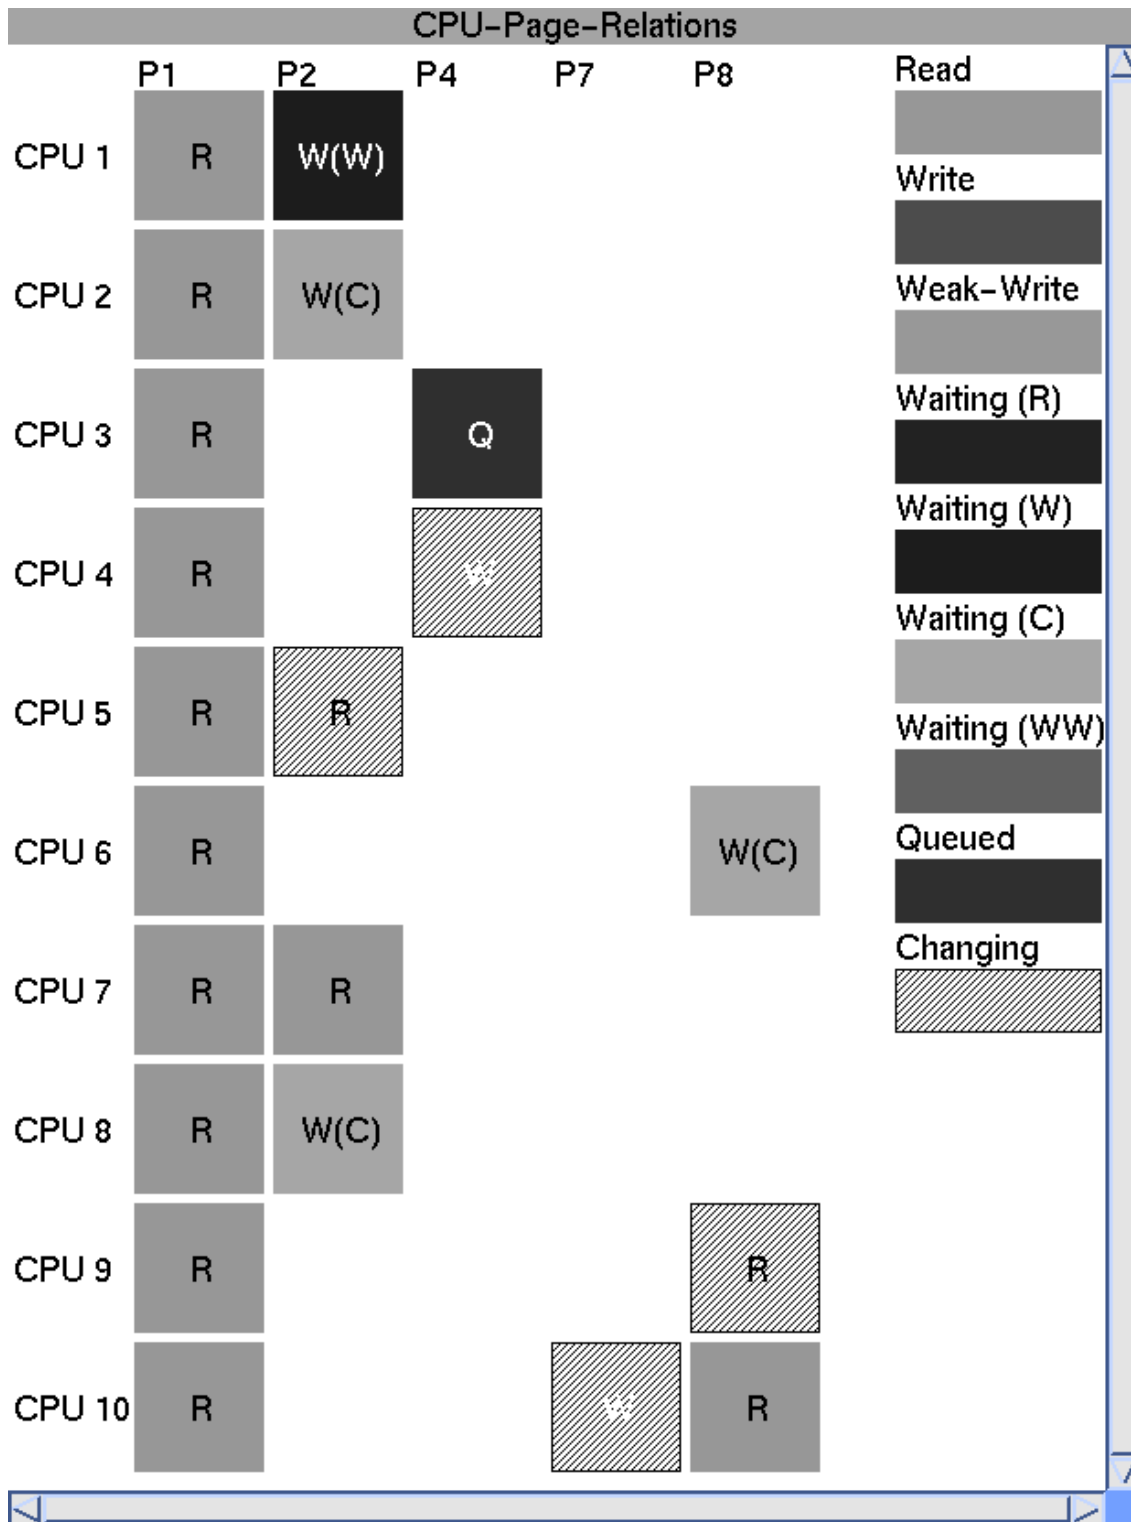 CPU-Page-Relations
P1 P2 P4 P7 P8
CPU 1 R W(W)
CPU 2 R W(C)
CPU 3 R Q
CPU 4 R W
CPU 5 R R
CPU 6 R W(C)
CPU 7 R R
CPU 8 R W(C)
CPU 9 R R
CPU 10 R W R
Read
Write
Weak-Write
Waiting (R)
Waiting (W)
Waiting (C)
Waiting (WW)
Queued
Changing